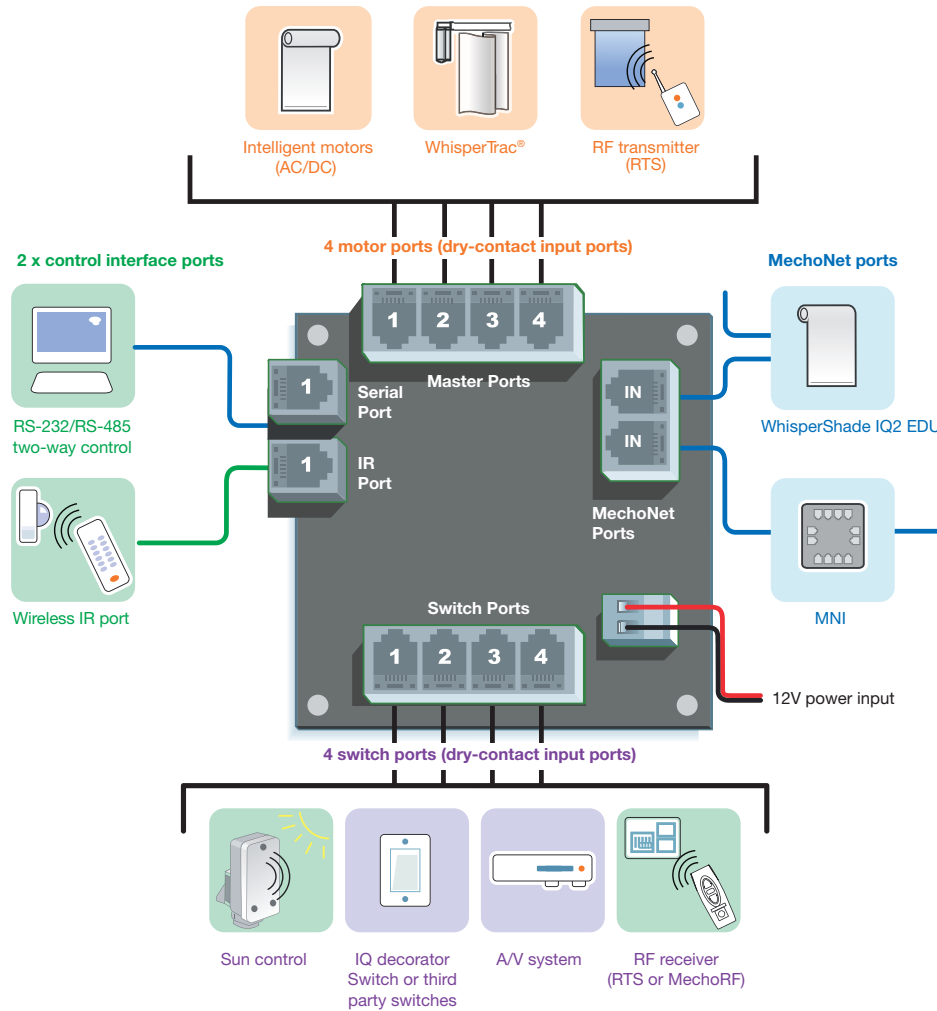 Intelligent motors
(AC/DC)
WhisperTrac®
RF transmitter
(RTS)
4 motor ports (dry-contact input ports)
2 x control interface ports
MechoNet ports
1
2
3
4
Master Ports
1
Serial
Port
1
IR
Port
IN
IN
MechoNet
Ports
RS-232/RS-485
two-way control
Wireless IR port
WhisperShade IQ2 EDU
MNI
Switch Ports
1
2
3
4
12V power input
4 switch ports (dry-contact input ports)
Sun control
IQ decorator
Switch or third
party switches
A/V system
RF receiver
(RTS or MechoRF)